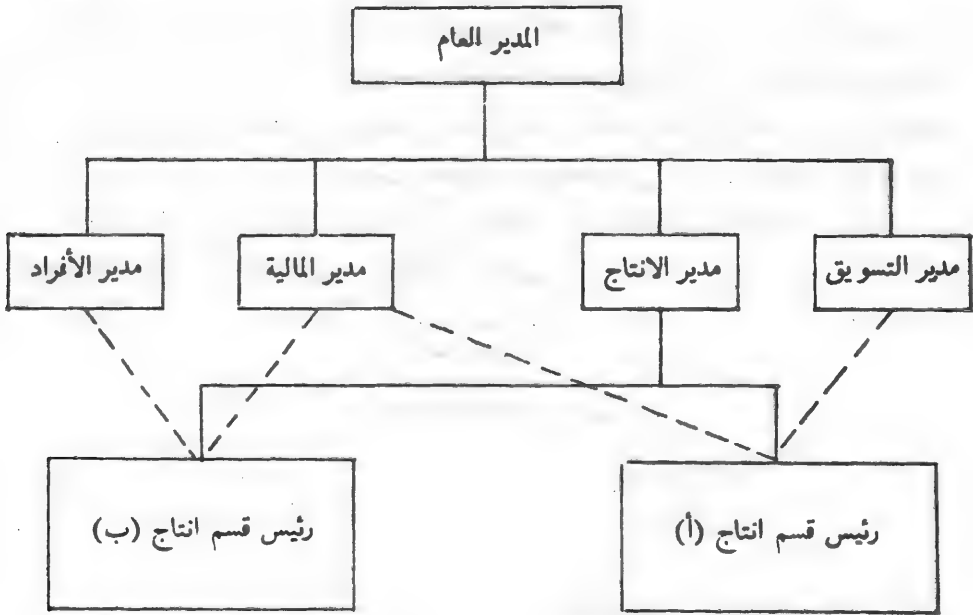 المدير العام
مدير التسويق
مدير الانتاج
مدير المالية
مدير الأفراد
رئيس قسم انتاج (أ)
رئيس قسم انتاج (ب)